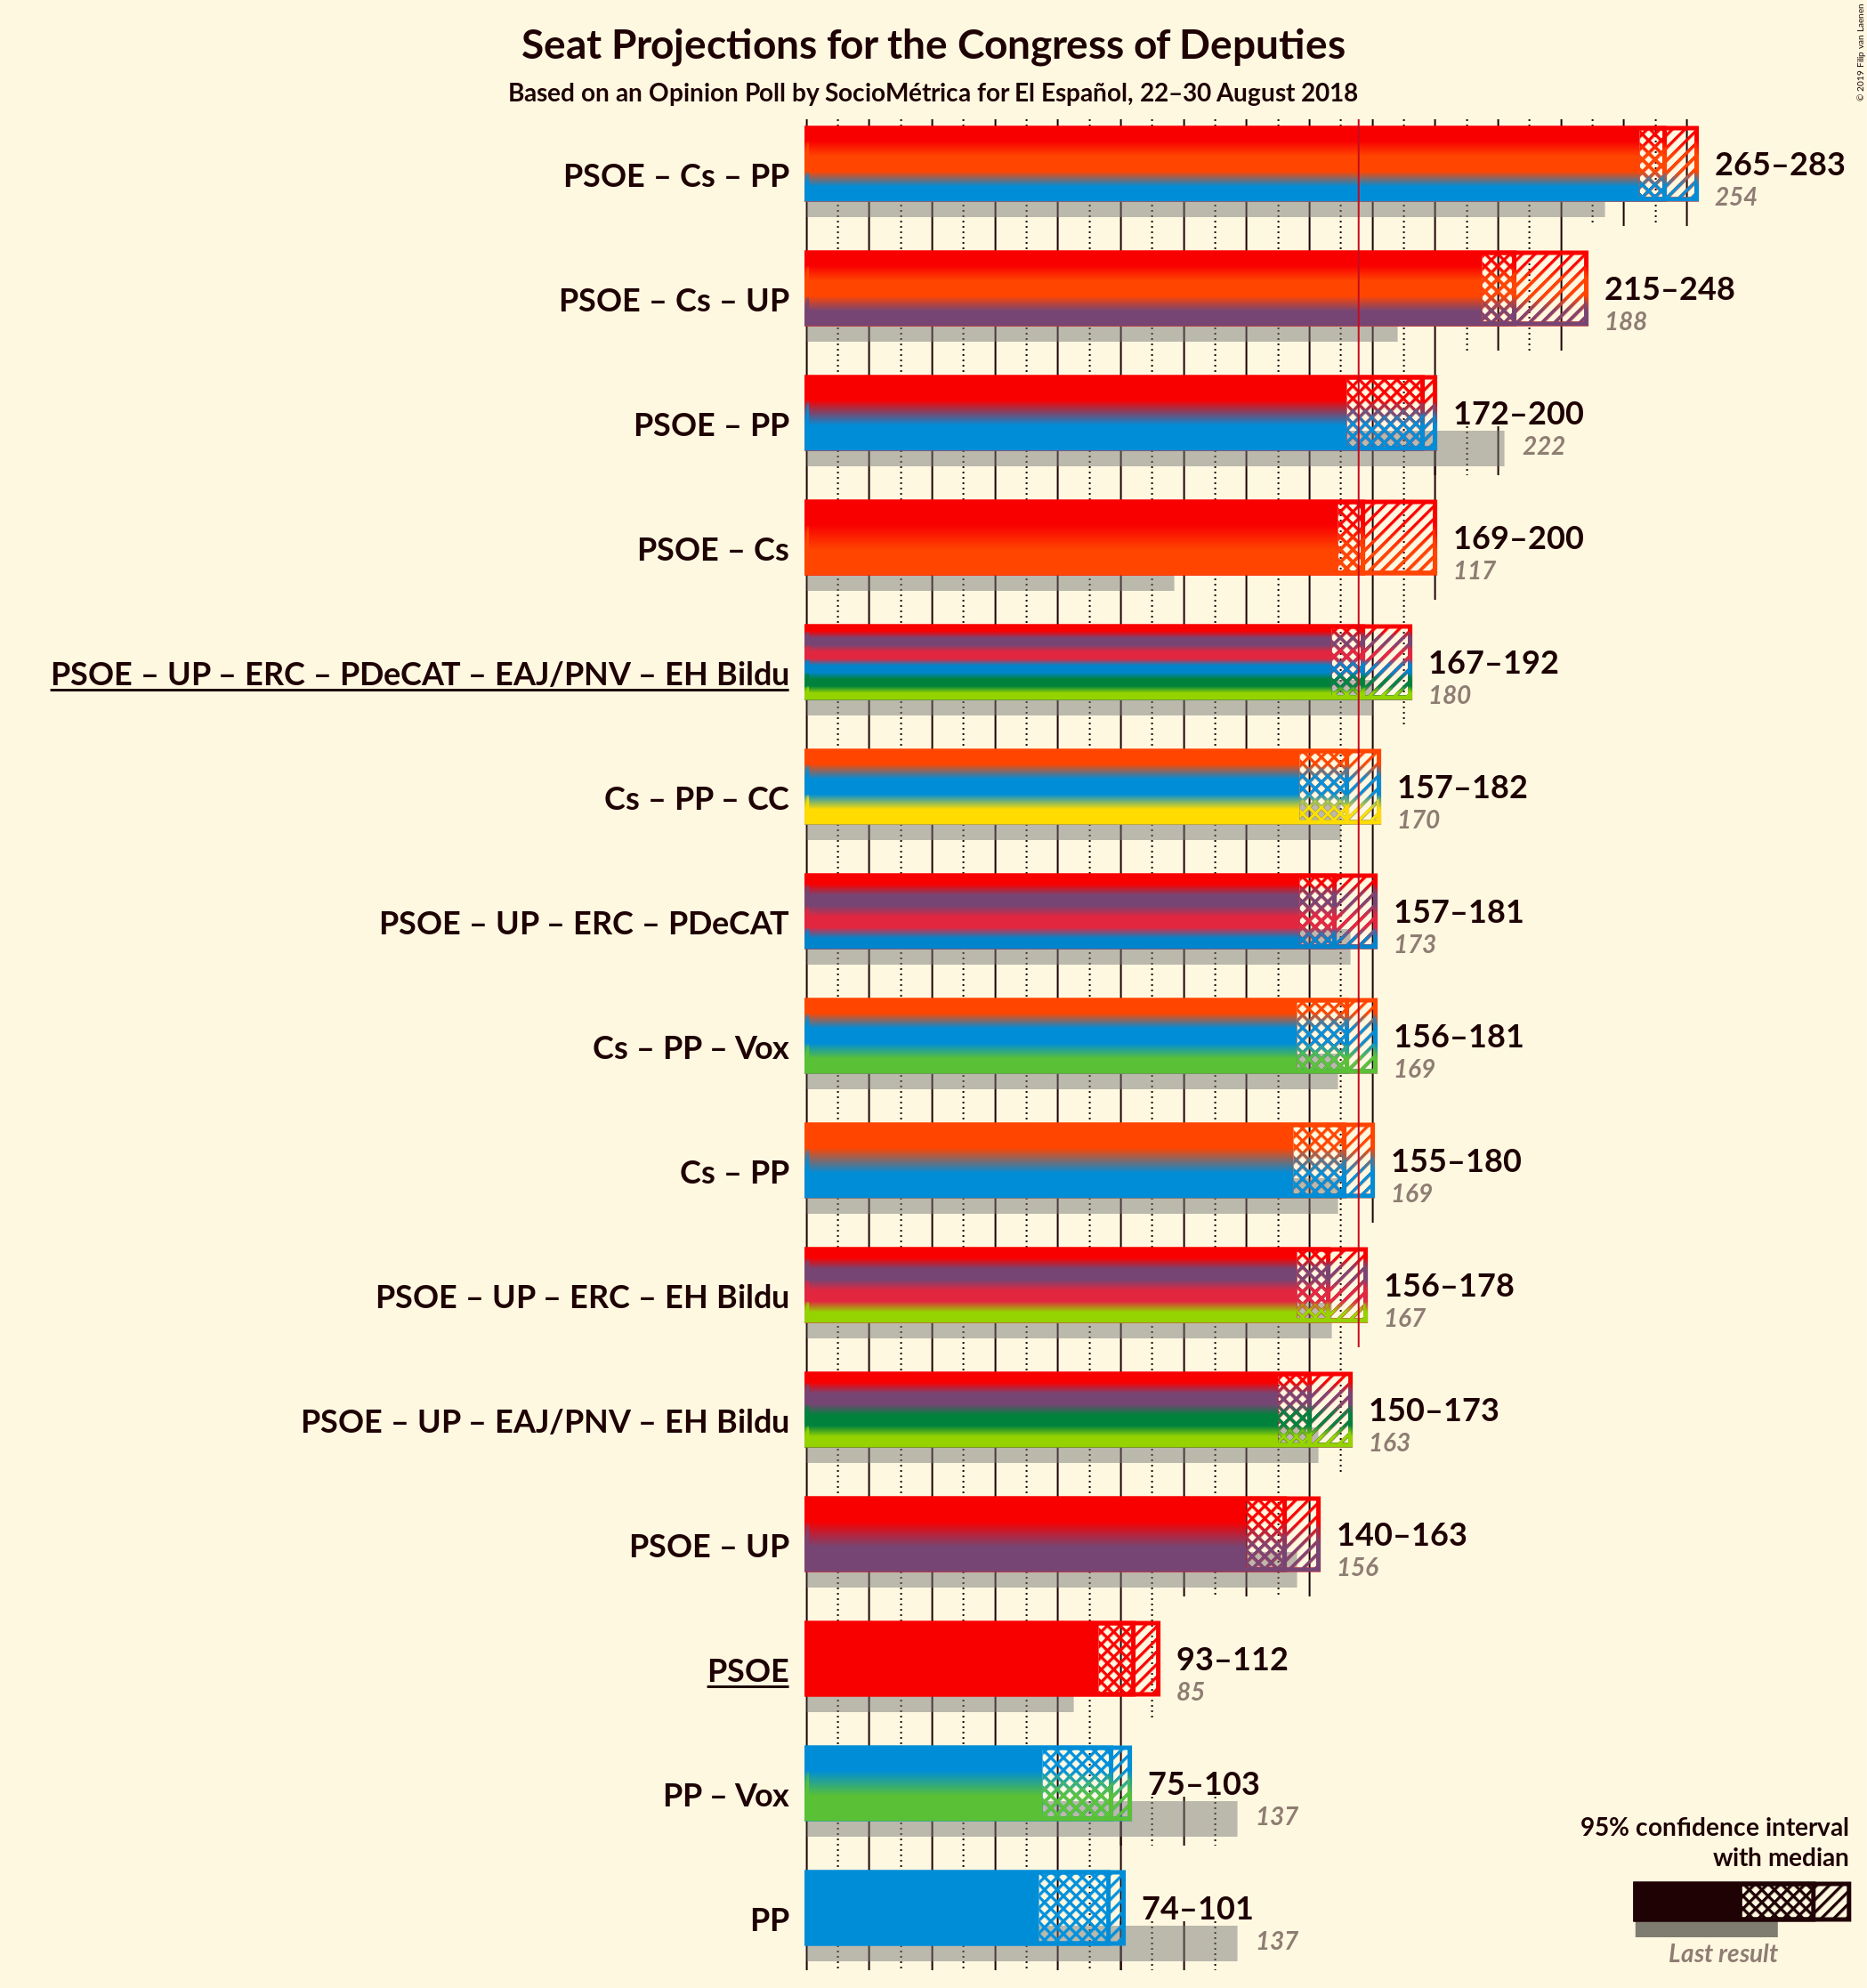 Seat Projections for the Congress of Deputies
Based on an Opinion Poll by SocioMétrica for El Español, 22–30 August 2018
© 2019 Filip van Laenen
PSOE – Cs – PP
265–283
254
PSOE – Cs – UP
215–248
188
PSOE – PP
172–200
222
PSOE – Cs
169–200
117
PSOE – UP – ERC – PDeCAT – EAJ/PNV – EH Bildu
167–192
180
Cs – PP – CC
157–182
170
PSOE – UP – ERC – PDeCAT
157–181
173
Cs – PP – Vox
156–181
169
Cs – PP
155–180
169
PSOE – UP – ERC – EH Bildu
156–178
167
PSOE – UP – EAJ/PNV – EH Bildu
150–173
163
PSOE – UP
140–163
156
PSOE
93–112
85
PP – Vox
75–103
137
PP
74–101
137
95% confidence interval
with median
Last result